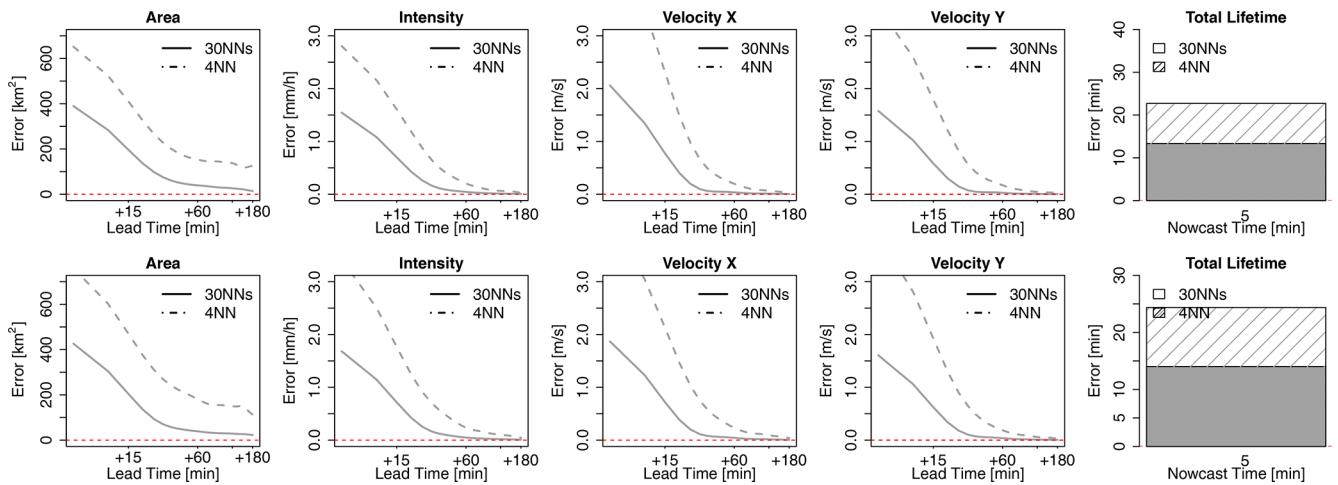 Area
Error [km²]
600
400
200
0
30NNs
4NN
+15
+60
+180
Lead Time [min]
Intensity
Error [mm/h]
3.0
2.0
1.0
0.0
30NNs
4NN
+15
+60
+180
Lead Time [min]
Velocity X
Error [m/s]
3.0
2.0
1.0
0.0
30NNs
4NN
+15
+60
+180
Lead Time [min]
Velocity Y
Error [m/s]
3.0
2.0
1.0
0.0
30NNs
4NN
+15
+60
+180
Lead Time [min]
Total Lifetime
Error [min]
40
30
20
10
0
30NNs
4NN
5
Nowcast Time [min]
Area
Error [km²]
600
400
200
0
30NNs
4NN
+15
+60
+180
Lead Time [min]
Intensity
Error [mm/h]
3.0
2.0
1.0
0.0
30NNs
4NN
+15
+60
+180
Lead Time [min]
Velocity X
Error [m/s]
3.0
2.0
1.0
0.0
30NNs
4NN
+15
+60
+180
Lead Time [min]
Velocity Y
Error [m/s]
3.0
2.0
1.0
0.0
30NNs
4NN
+15
+60
+180
Lead Time [min]
Total Lifetime
Error [min]
30
20
15
10
5
0
30NNs
4NN
5
Nowcast Time [min]